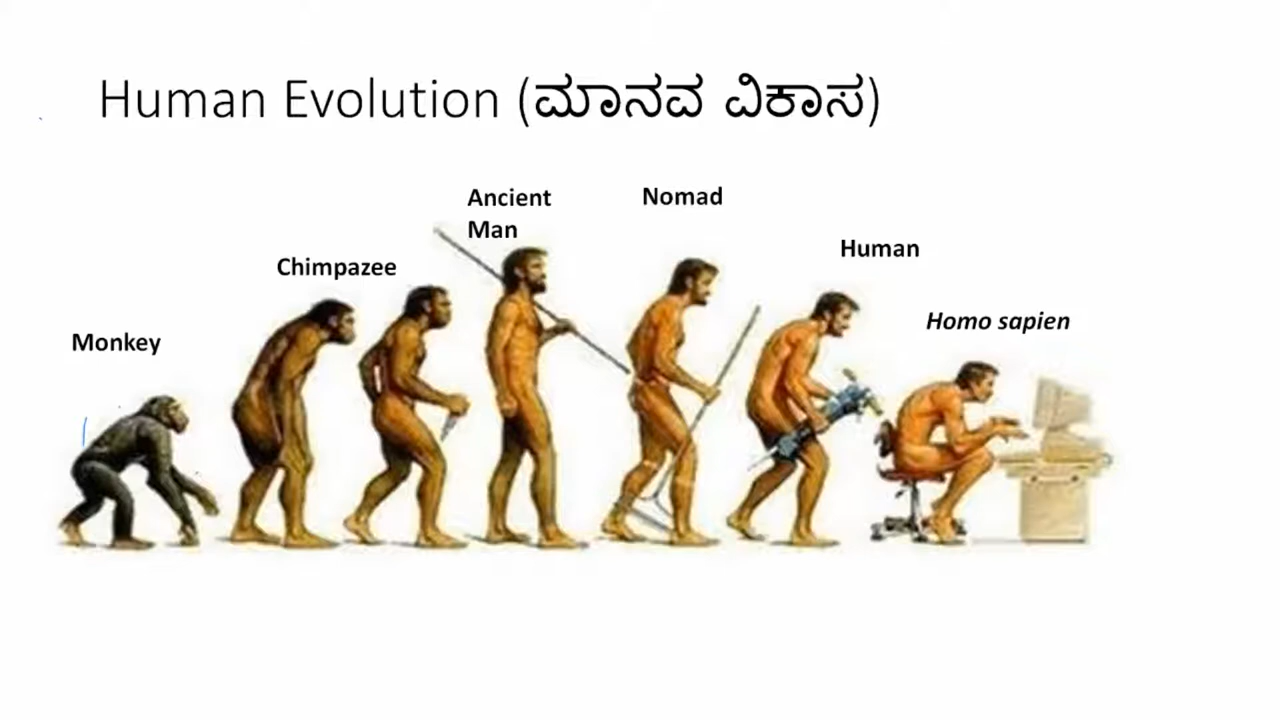 Human Evolution (ಮಾನವ ವಿಕಾಸ)
Ancient
Man
Nomad
Human
Chimpazee
Homo sapien
Monkey